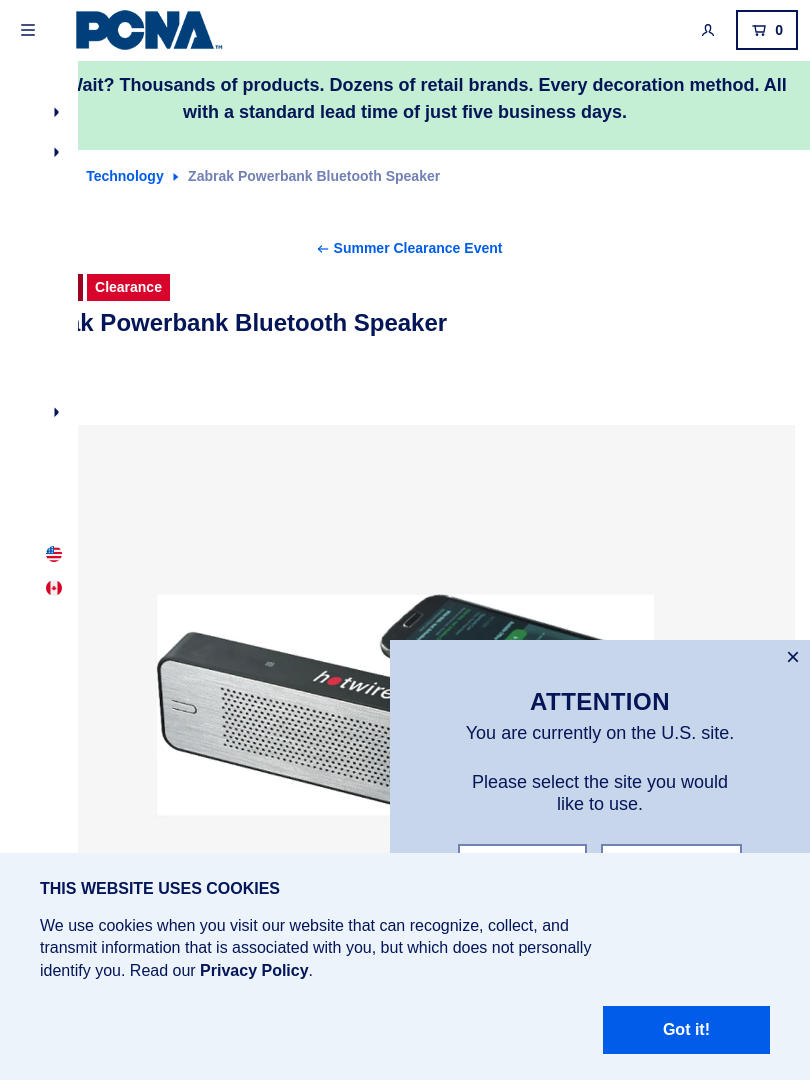 PCNA™
0
Wait? Thousands of products. Dozens of retail brands. Every decoration method. All
with a standard lead time of just five business days.
Technology
Zabrak Powerbank Bluetooth Speaker
Summer Clearance Event
Clearance
Powerbank Bluetooth Speaker
hotwire
ATTENTION
You are currently on the U.S. site.
Please select the site you would
like to use.
THIS WEBSITE USES COOKIES
We use cookies when you visit our website that can recognize, collect, and
transmit information that is associated with you, but which does not personally
identify you. Read our Privacy Policy.
Got it!